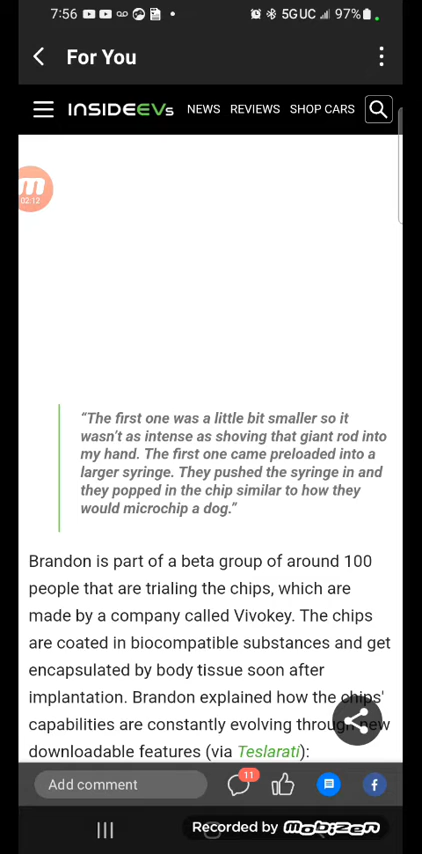 7:56 5GUC 97%
For You
INSIDEEVs NEWS REVIEWS SHOP CARS
m
02:12
“The first one was a little bit smaller so it
wasn’t as intense as shoving that giant rod into
my hand. The first one came preloaded into a
larger syringe. They pushed the syringe in and
they popped in the chip similar to how they
would microchip a dog.”
Brandon is part of a beta group of around 100
people that are trialing the chips, which are
made by a company called Vivokey. The chips
are coated in biocompatible substances and get
encapsulated by body tissue soon after
implantation. Brandon explained how the chips'
capabilities are constantly evolving through new
downloadable features (via Teslarati):
Add comment 11 f
Recorded by mobizen